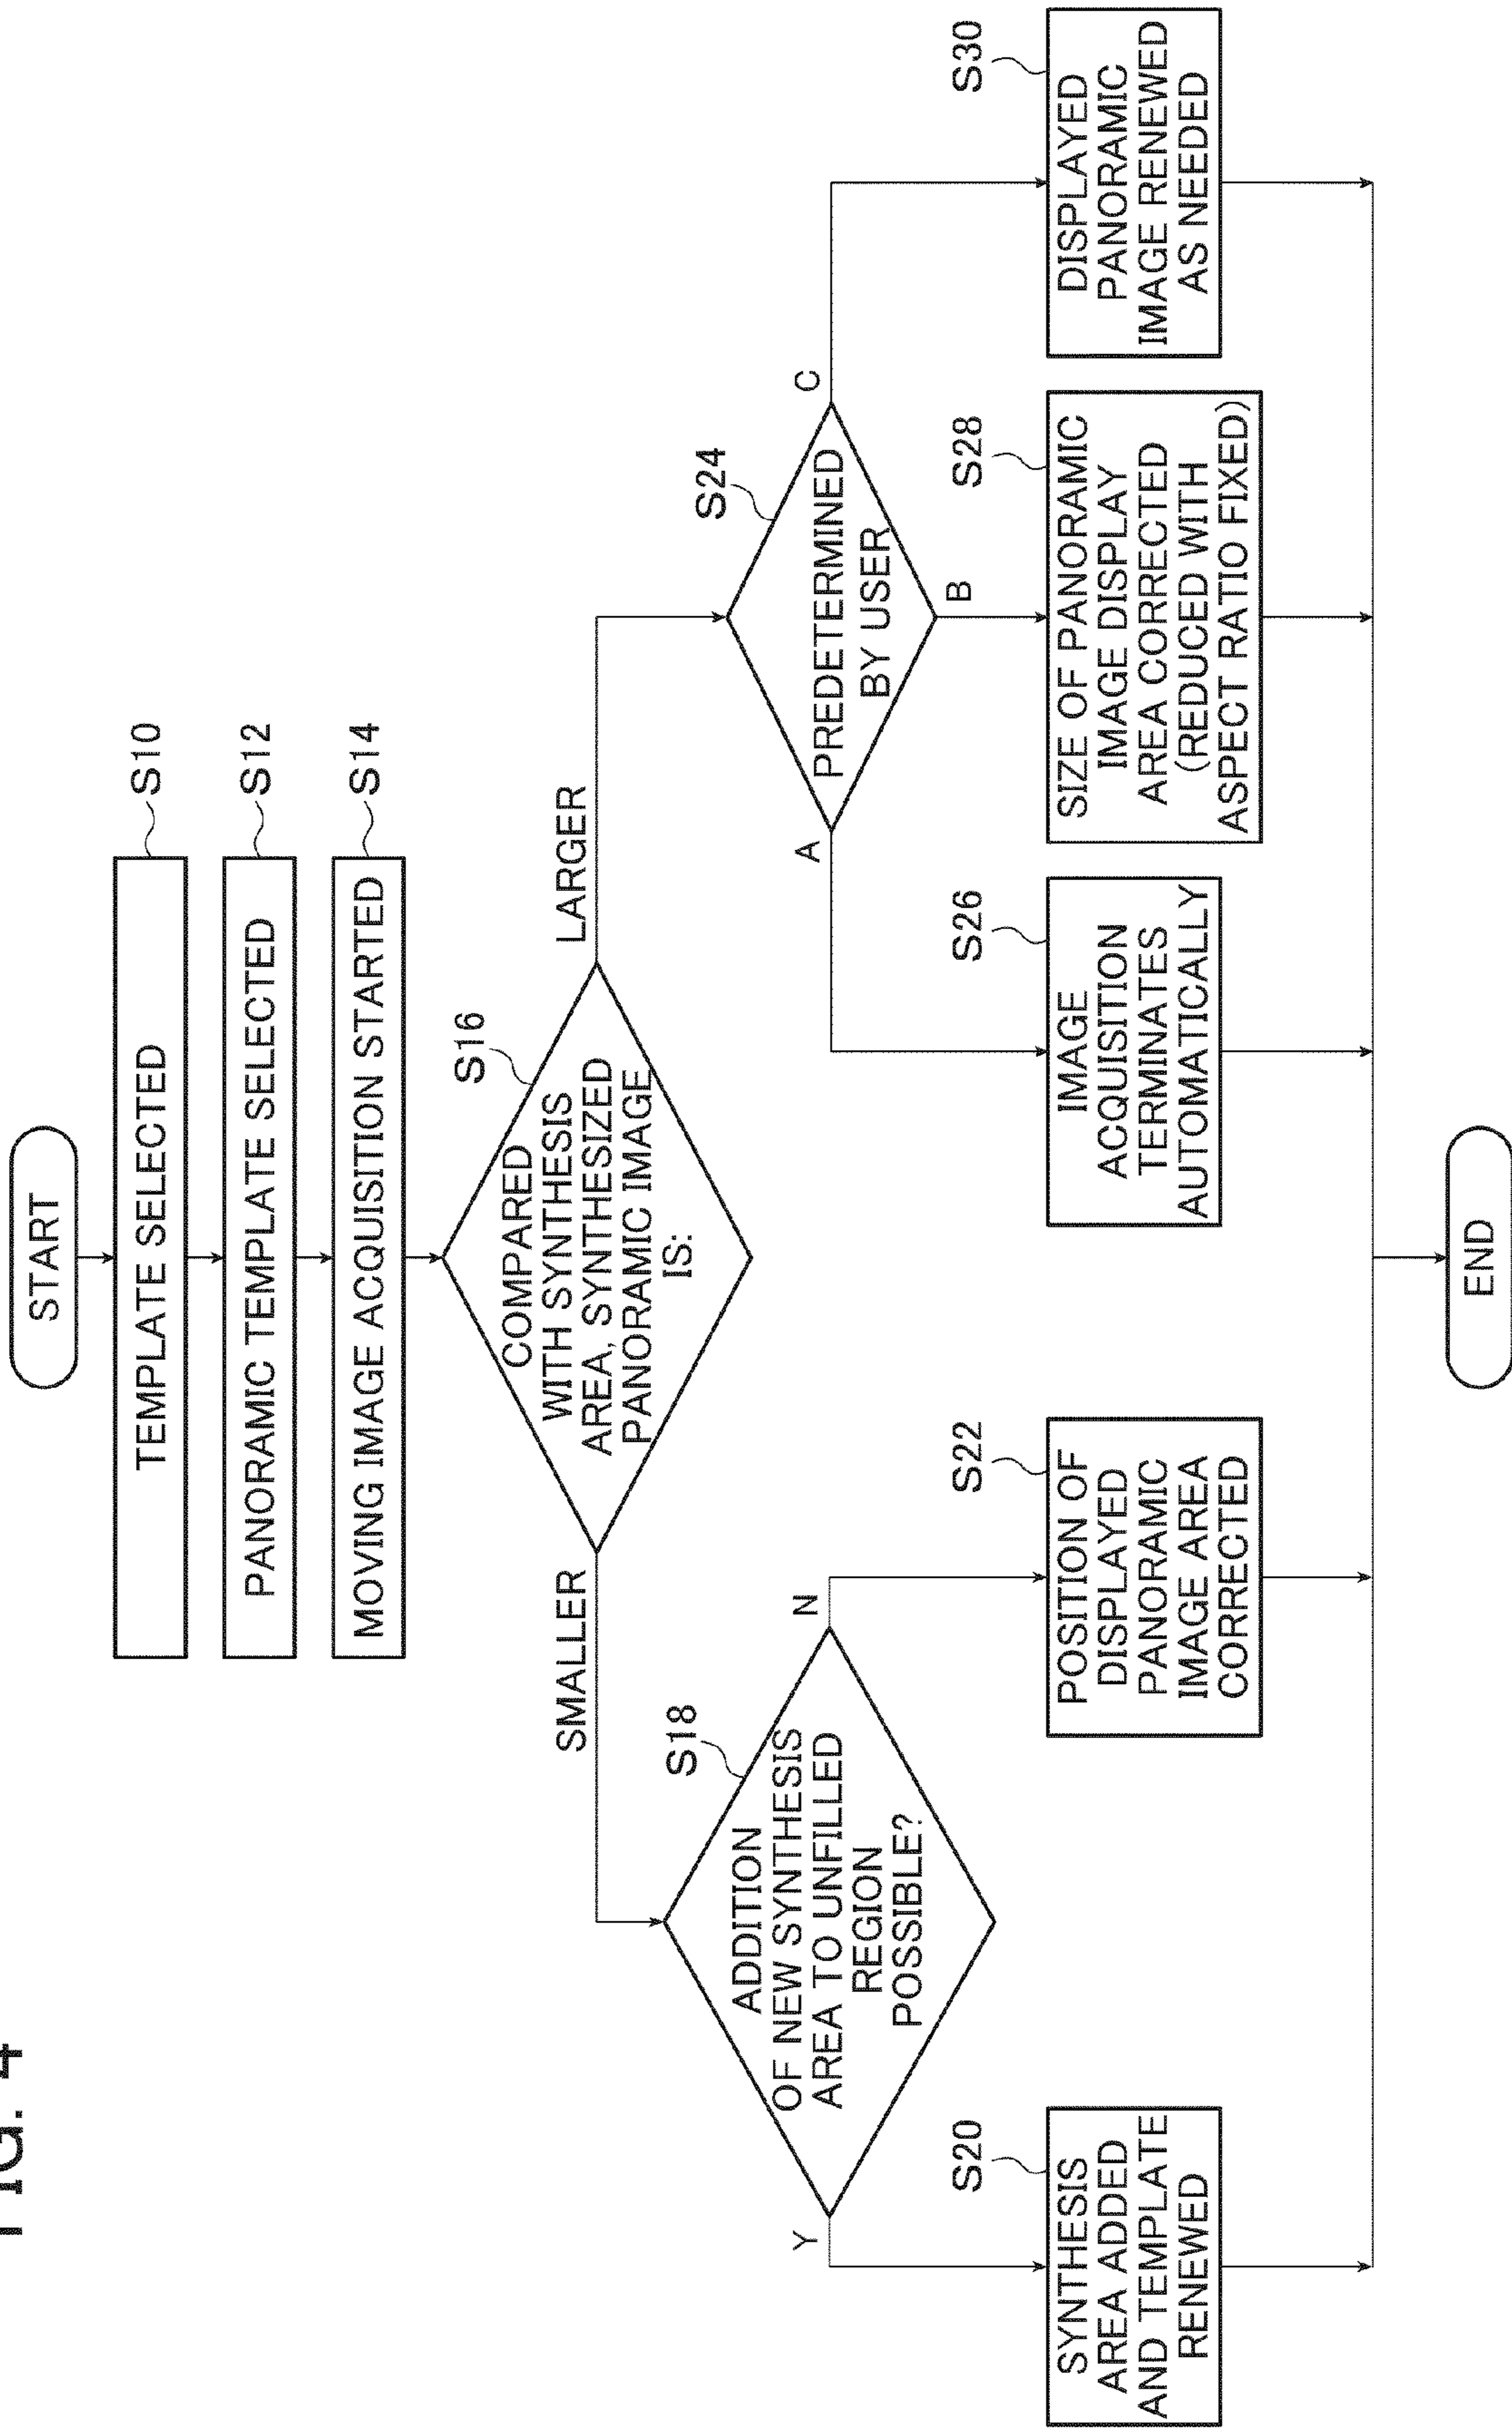 FIG. 4
START
TEMPLATE SELECTED
S10
PANORAMIC TEMPLATE SELECTED
S12
MOVING IMAGE ACQUISITION STARTED
S14
COMPARED
WITH SYNTHESIS
AREA, SYNTHESIZED
PANORAMIC IMAGE
IS:
S16
SMALLER
LARGER
ADDITION
OF NEW SYNTHESIS
AREA TO UNFILLED
REGION
POSSIBLE?
S18
Y
N
PREDETERMINED
BY USER
S24
A
B
C
SYNTHESIS
AREA ADDED
AND TEMPLATE
RENEWED
S20
POSITION OF
DISPLAYED
PANORAMIC
IMAGE AREA
CORRECTED
S22
IMAGE
ACQUISITION
TERMINATES
AUTOMATICALLY
S26
SIZE OF PANORAMIC
IMAGE DISPLAY
AREA CORRECTED
(REDUCED WITH
ASPECT RATIO FIXED)
S28
DISPLAYED
PANORAMIC
IMAGE RENEWED
AS NEEDED
S30
END